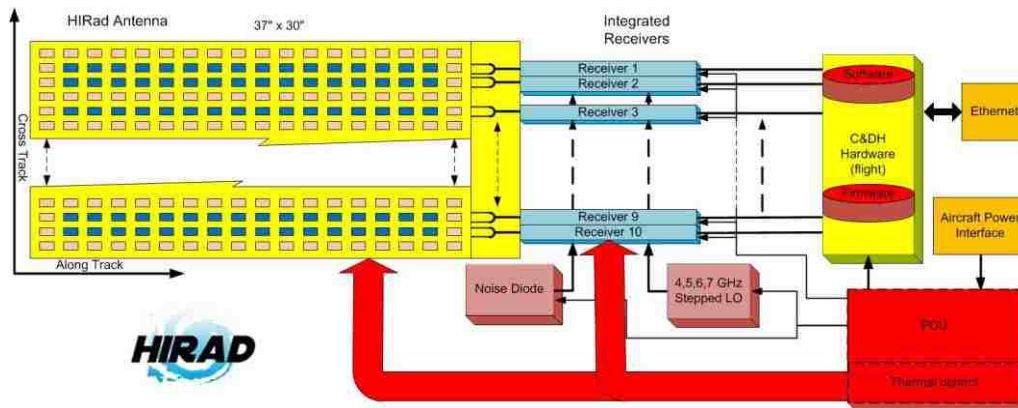 HIRad Antenna
37" x 30"
Integrated
Receivers
Receiver 1
Receiver 2
Receiver 3
Receiver 9
Receiver 10
Software
C&DH
Hardware
(flight)
Firmware
Ethernet
Aircraft Power
Interface
Cross Track
Along Track
Noise Diode
4,5,6,7 GHz
Stepped LO
PDU
Thermal control
HIRAD